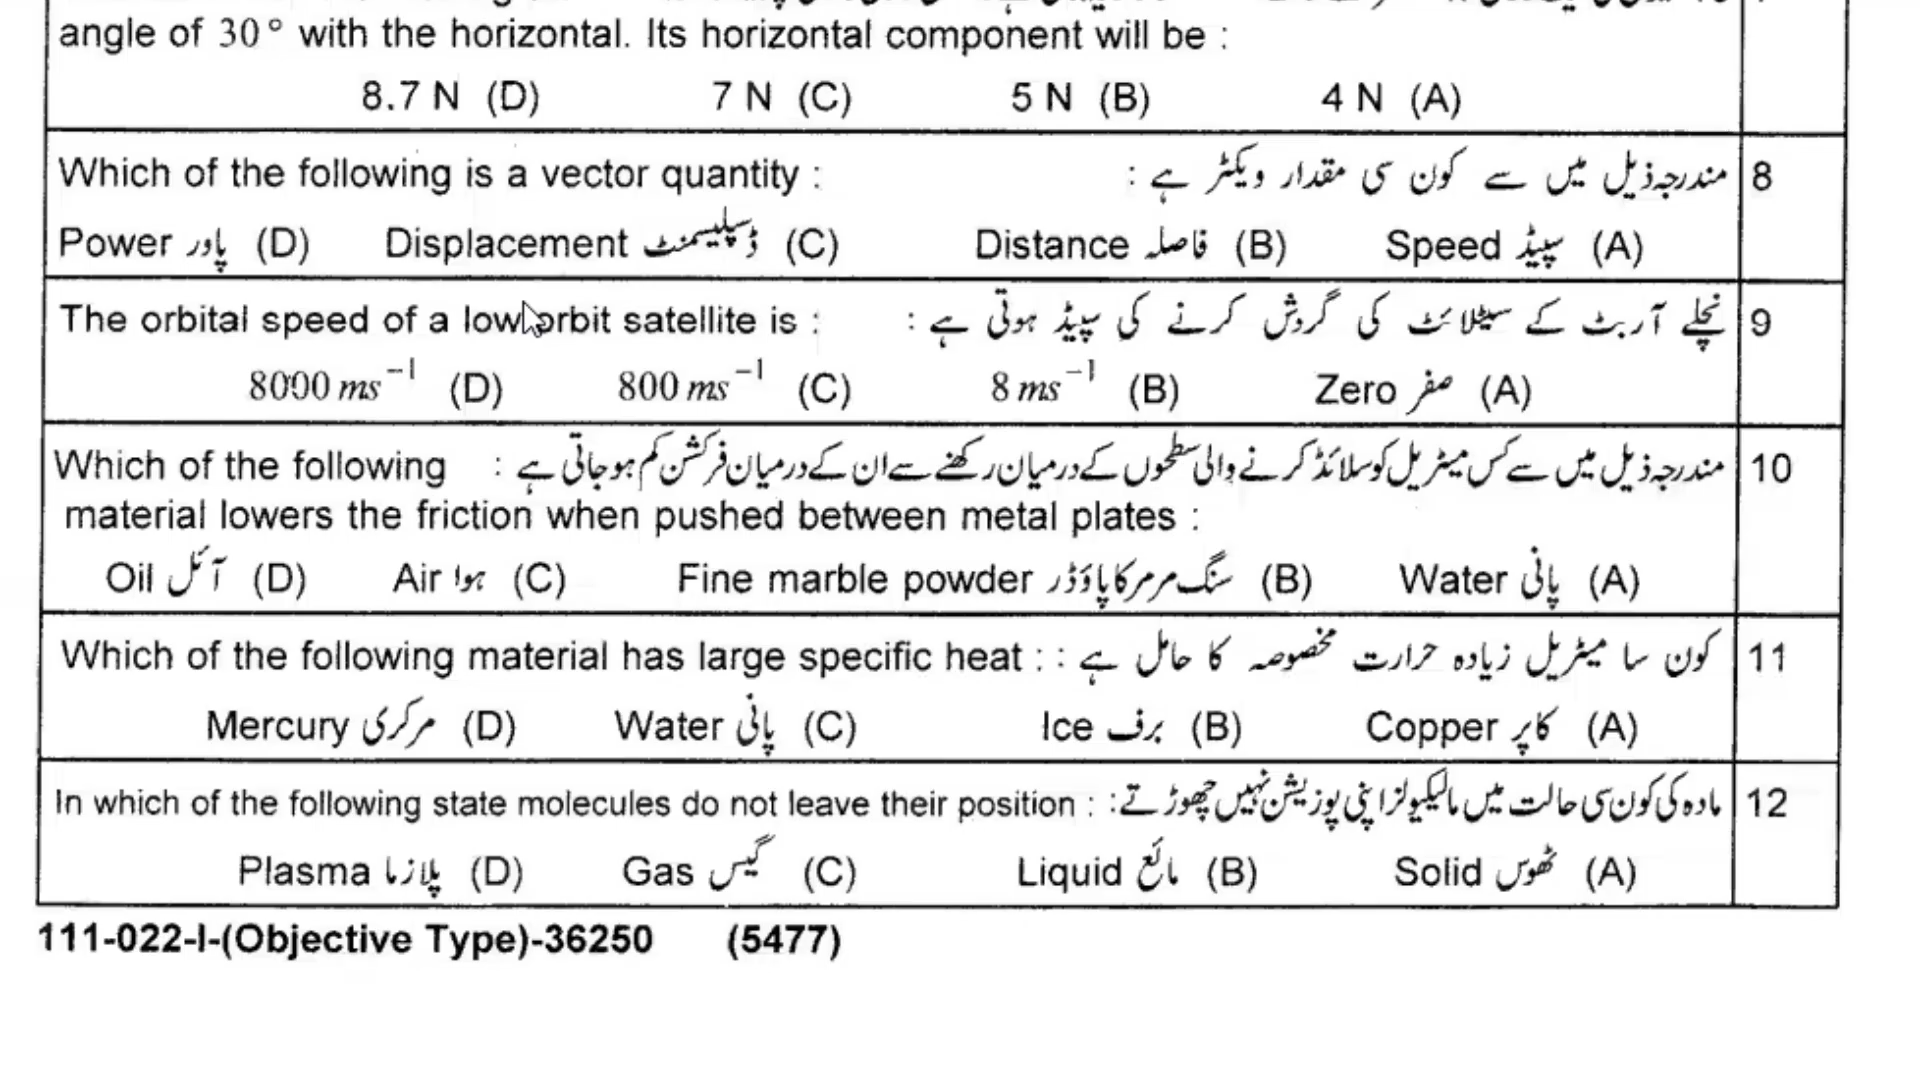 angle of 30° with the horizontal. Its horizontal component will be :
8.7 N (D) 7 N (C) 5 N (B) 4 N (A)
Which of the following is a vector quantity : مندرجہ ذیل میں سے کون سی مقدار ویکٹر ہے : 8
Power پاور (D) Displacement ڈسپلیسمنٹ (C) Distance فاصلہ (B) Speed سپیڈ (A)
The orbital speed of a low orbit satellite is : نچلے آربٹ کے سیٹلائٹ کی گردش کرنے کی سپیڈ ہوتی ہے : 9
8000 ms⁻¹ (D) 800 ms⁻¹ (C) 8 ms⁻¹ (B) Zero صفر (A)
Which of the following مندرجہ ذیل میں سے کس میٹریل کو سلائڈ کرنے والی سطحوں کے درمیان رکھنے سے ان کے درمیان فرکشن کم ہو جاتی ہے : 10
material lowers the friction when pushed between metal plates :
Oil آئل (D) Air ہوا (C) Fine marble powder سنگ مرمر کا پاؤڈر (B) Water پانی (A)
Which of the following material has large specific heat : کون سا میٹریل زیادہ حرارت مخصوصہ کا حامل ہے : 11
Mercury مرکری (D) Water پانی (C) Ice برف (B) Copper کاپر (A)
In which of the following state molecules do not leave their position : مادہ کی کون سی حالت میں مالیکیولز اپنی پوزیشن نہیں چھوڑتے : 12
Plasma پلازما (D) Gas گیس (C) Liquid مائع (B) Solid ٹھوس (A)
111-022-I-(Objective Type)-36250 (5477)